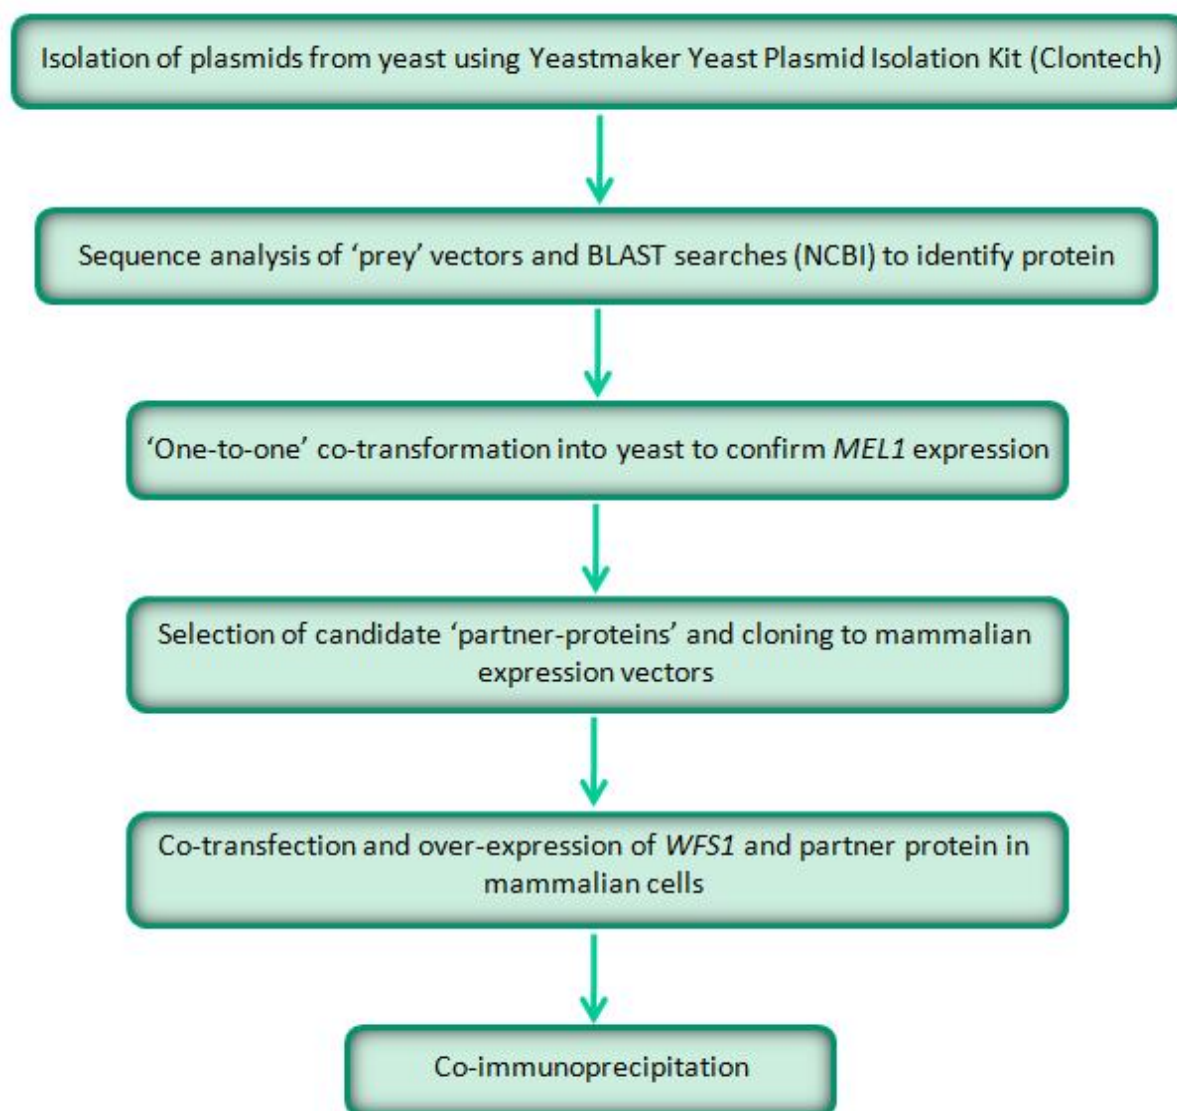 Isolation of plasmids from yeast using Yeastmaker Yeast Plasmid Isolation Kit (Clontech)
Sequence analysis of ‘prey’ vectors and BLAST searches (NCBI) to identify protein
‘One-to-one’ co-transformation into yeast to confirm MEL1 expression
Selection of candidate ‘partner-proteins’ and cloning to mammalian
expression vectors
Co-transfection and over-expression of WFS1 and partner protein in
mammalian cells
Co-immunoprecipitation